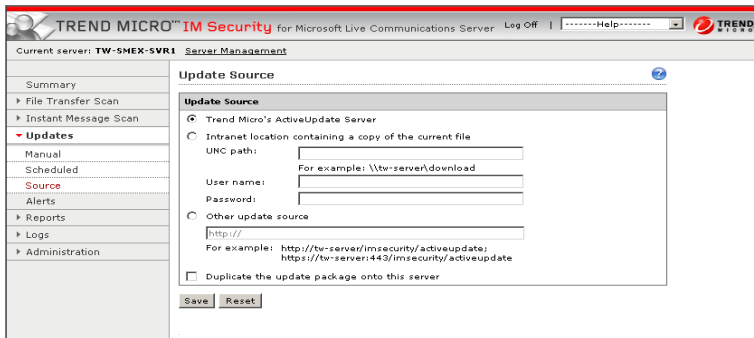 TREND MICRO™ IM Security for Microsoft Live Communications Server Log Off | -------Help------- TREND MICRO
Current server: TW-SMEX-SVR1 Server Management
Update Source
Summary
File Transfer Scan
Instant Message Scan
Updates
Manual
Scheduled
Source
Alerts
Reports
Logs
Administration
Update Source
Trend Micro's ActiveUpdate Server
Intranet location containing a copy of the current file
UNC path:
For example: \\tw-server\download
User name:
Password:
Other update source
http://
For example: http://tw-server/imsecurity/activeupdate;
https://tw-server:443/imsecurity/activeupdate
Duplicate the update package onto this server
Save Reset